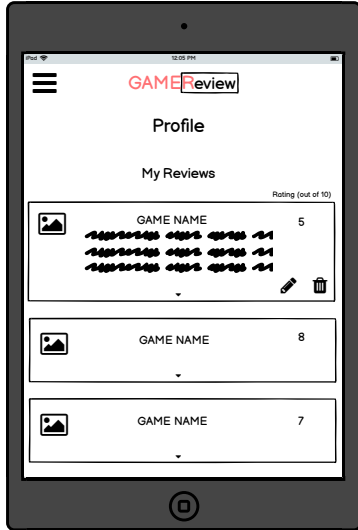 iPad 12:05 PM
GAMEReview
Profile
My Reviews
Rating (out of 10)
GAME NAME 5
GAME NAME 8
GAME NAME 7